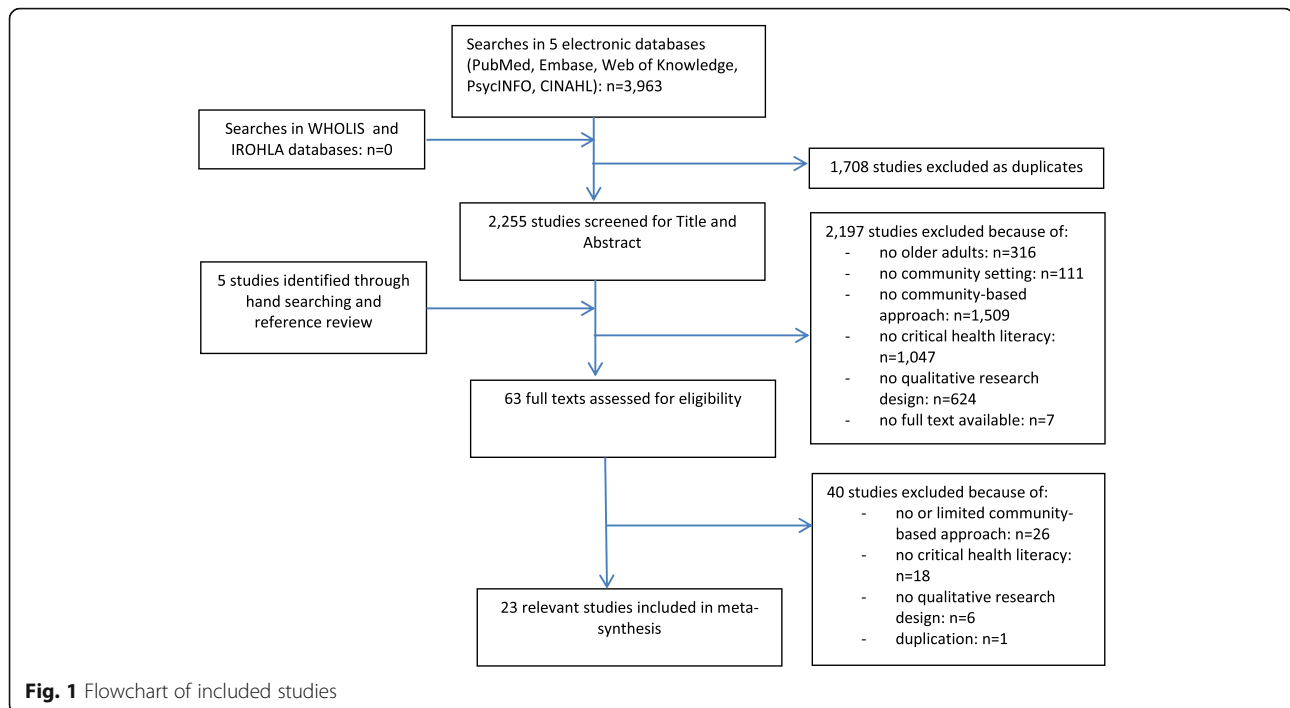 Searches in 5 electronic databases
(PubMed, Embase, Web of Knowledge,
PsycINFO, CINAHL): n=3,963
Searches in WHOLIS and
IROHLA databases: n=0
1,708 studies excluded as duplicates
2,255 studies screened for Title and
Abstract
5 studies identified through
hand searching and
reference review
2,197 studies excluded because of:
- no older adults: n=316
- no community setting: n=111
- no community-based
approach: n=1,509
- no critical health literacy:
n=1,047
- no qualitative research
design: n=624
- no full text available: n=7
63 full texts assessed for eligibility
40 studies excluded because of:
- no or limited community-
based approach: n=26
- no critical health literacy:
n=18
- no qualitative research
design: n=6
- duplication: n=1
23 relevant studies included in meta-
synthesis
Fig. 1 Flowchart of included studies